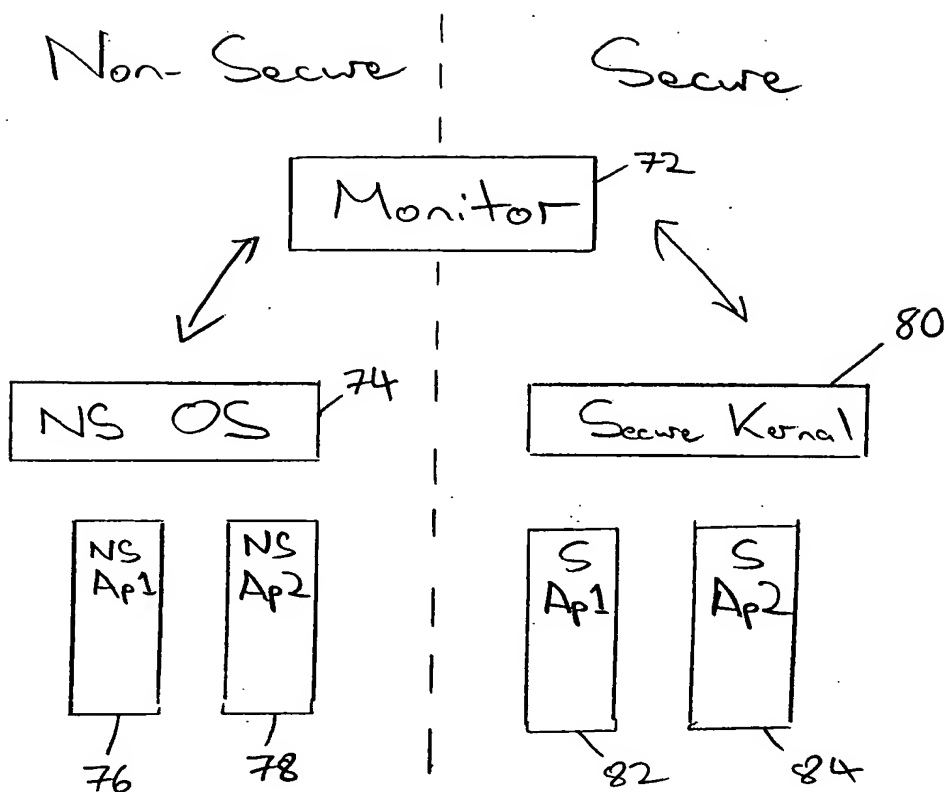 Non-Secure Secure
Monitor 72
80
NS OS 74
Secure Kernal
NS Ap1
NS Ap2
S Ap1
S Ap2
76 78 82 84